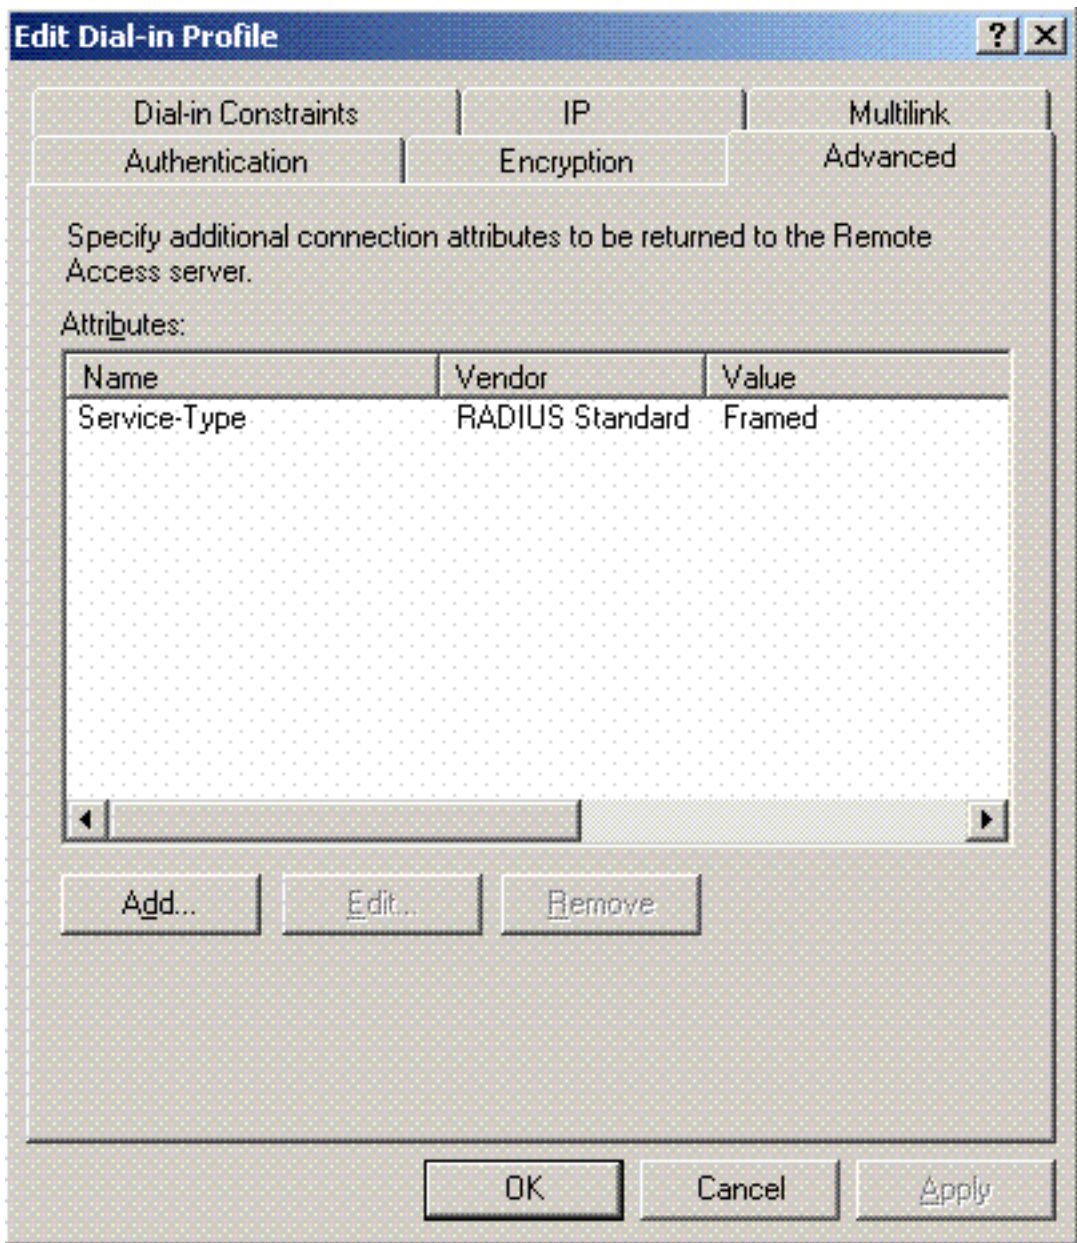 Edit Dial-in Profile
Dial-in Constraints IP Multilink
Authentication Encryption Advanced
Specify additional connection attributes to be returned to the Remote
Access server.
Attributes:
Name Vendor Value
Service-Type RADIUS Standard Framed
Add... Edit... Remove
OK Cancel Apply